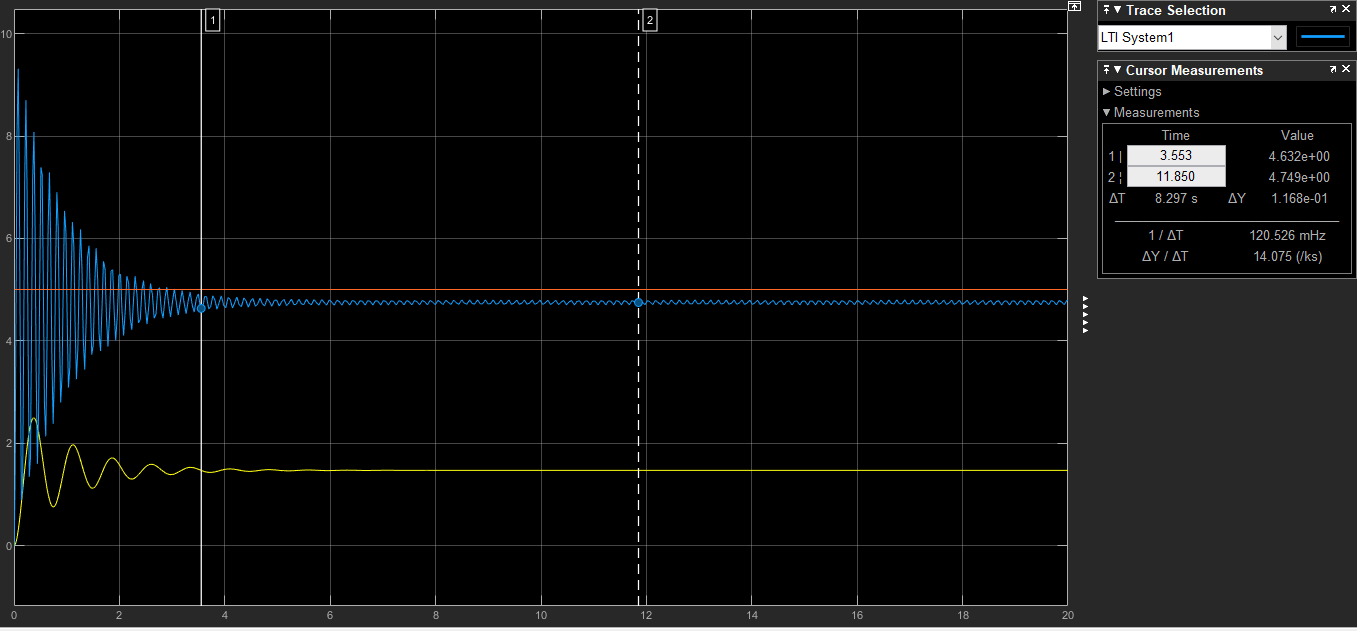 1
2
10
8
6
4
2
0
0 2 4 6 8 10 12 14 16 18 20
Trace Selection
LTI System1
Cursor Measurements
Settings
Measurements
Time Value
1 | 3.553 4.632e+00
2 ¦ 11.850 4.749e+00
ΔT 8.297 s ΔY 1.168e-01
1 / ΔT 120.526 mHz
ΔY / ΔT 14.075 (/ks)